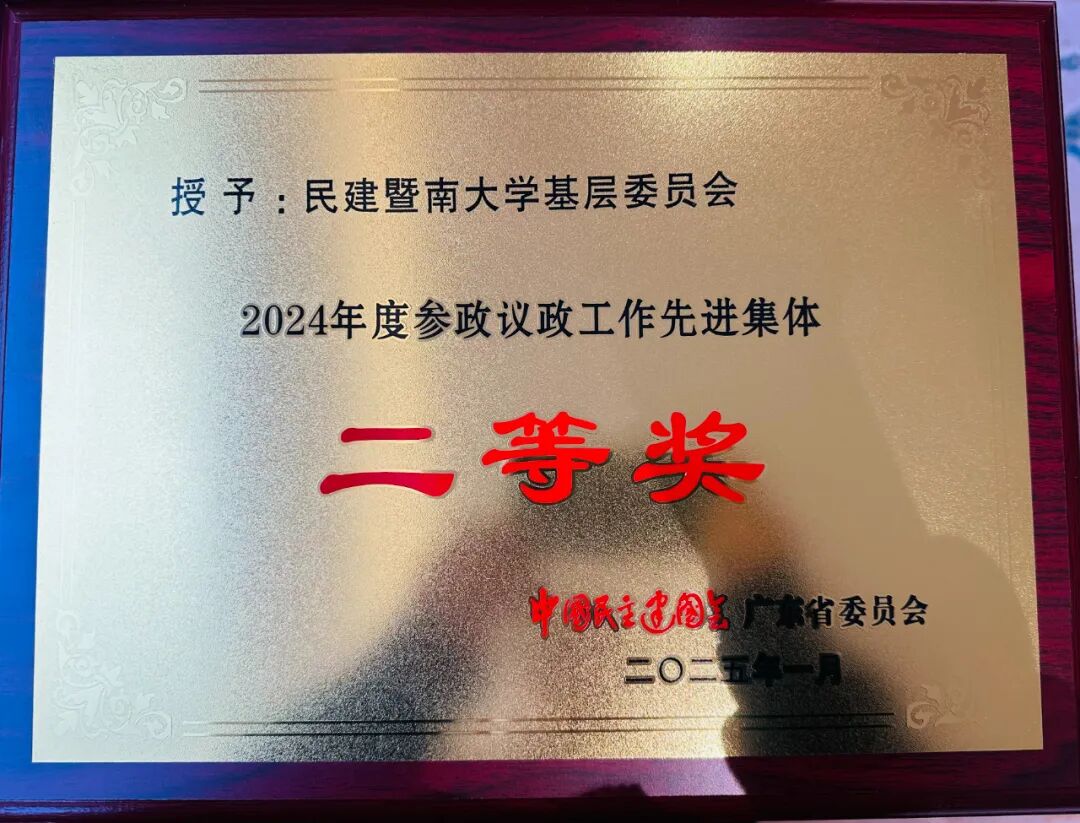 授予：民建暨南大学基层委员会
2024年度参政议政工作先进集体
二等奖
中国民主建国会 广东省委员会
二〇二五年一月